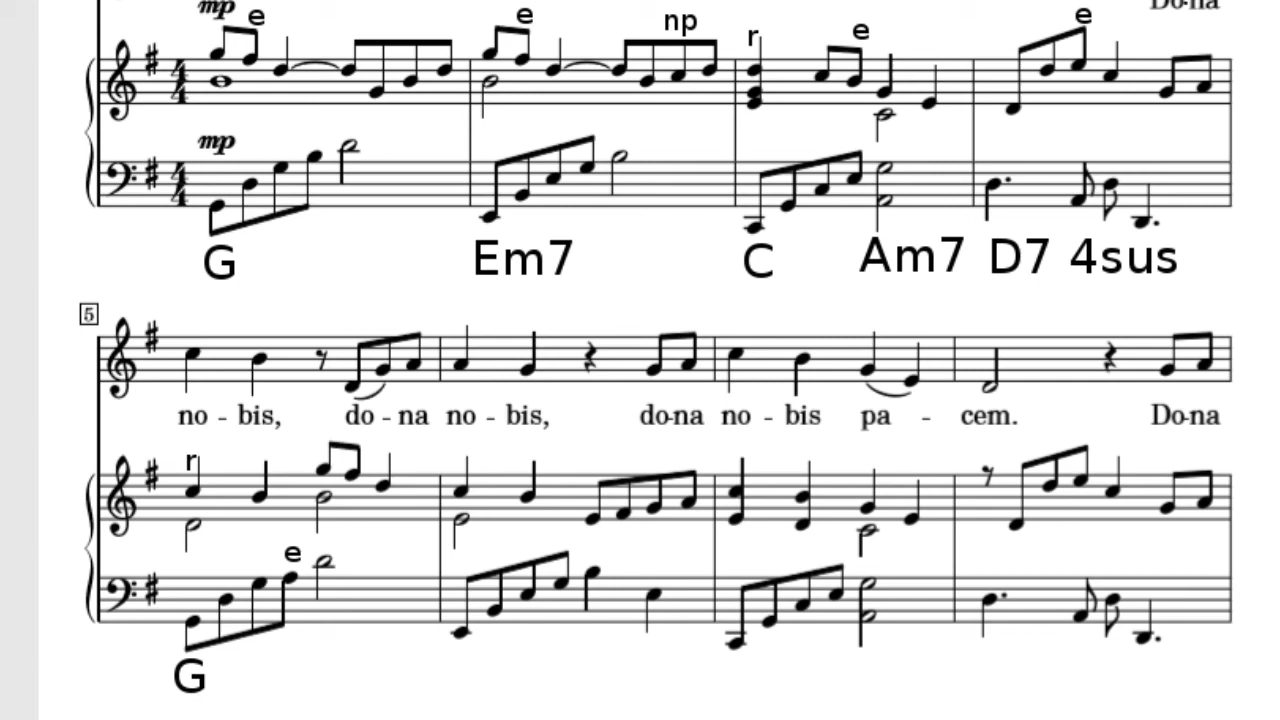 mp
Do-na
e
e
np
r
e
e
mp
G Em7 C Am7 D7 4sus
5
no - bis, do - na no - bis, do-na no - bis pa - cem. Do-na
r
e
G